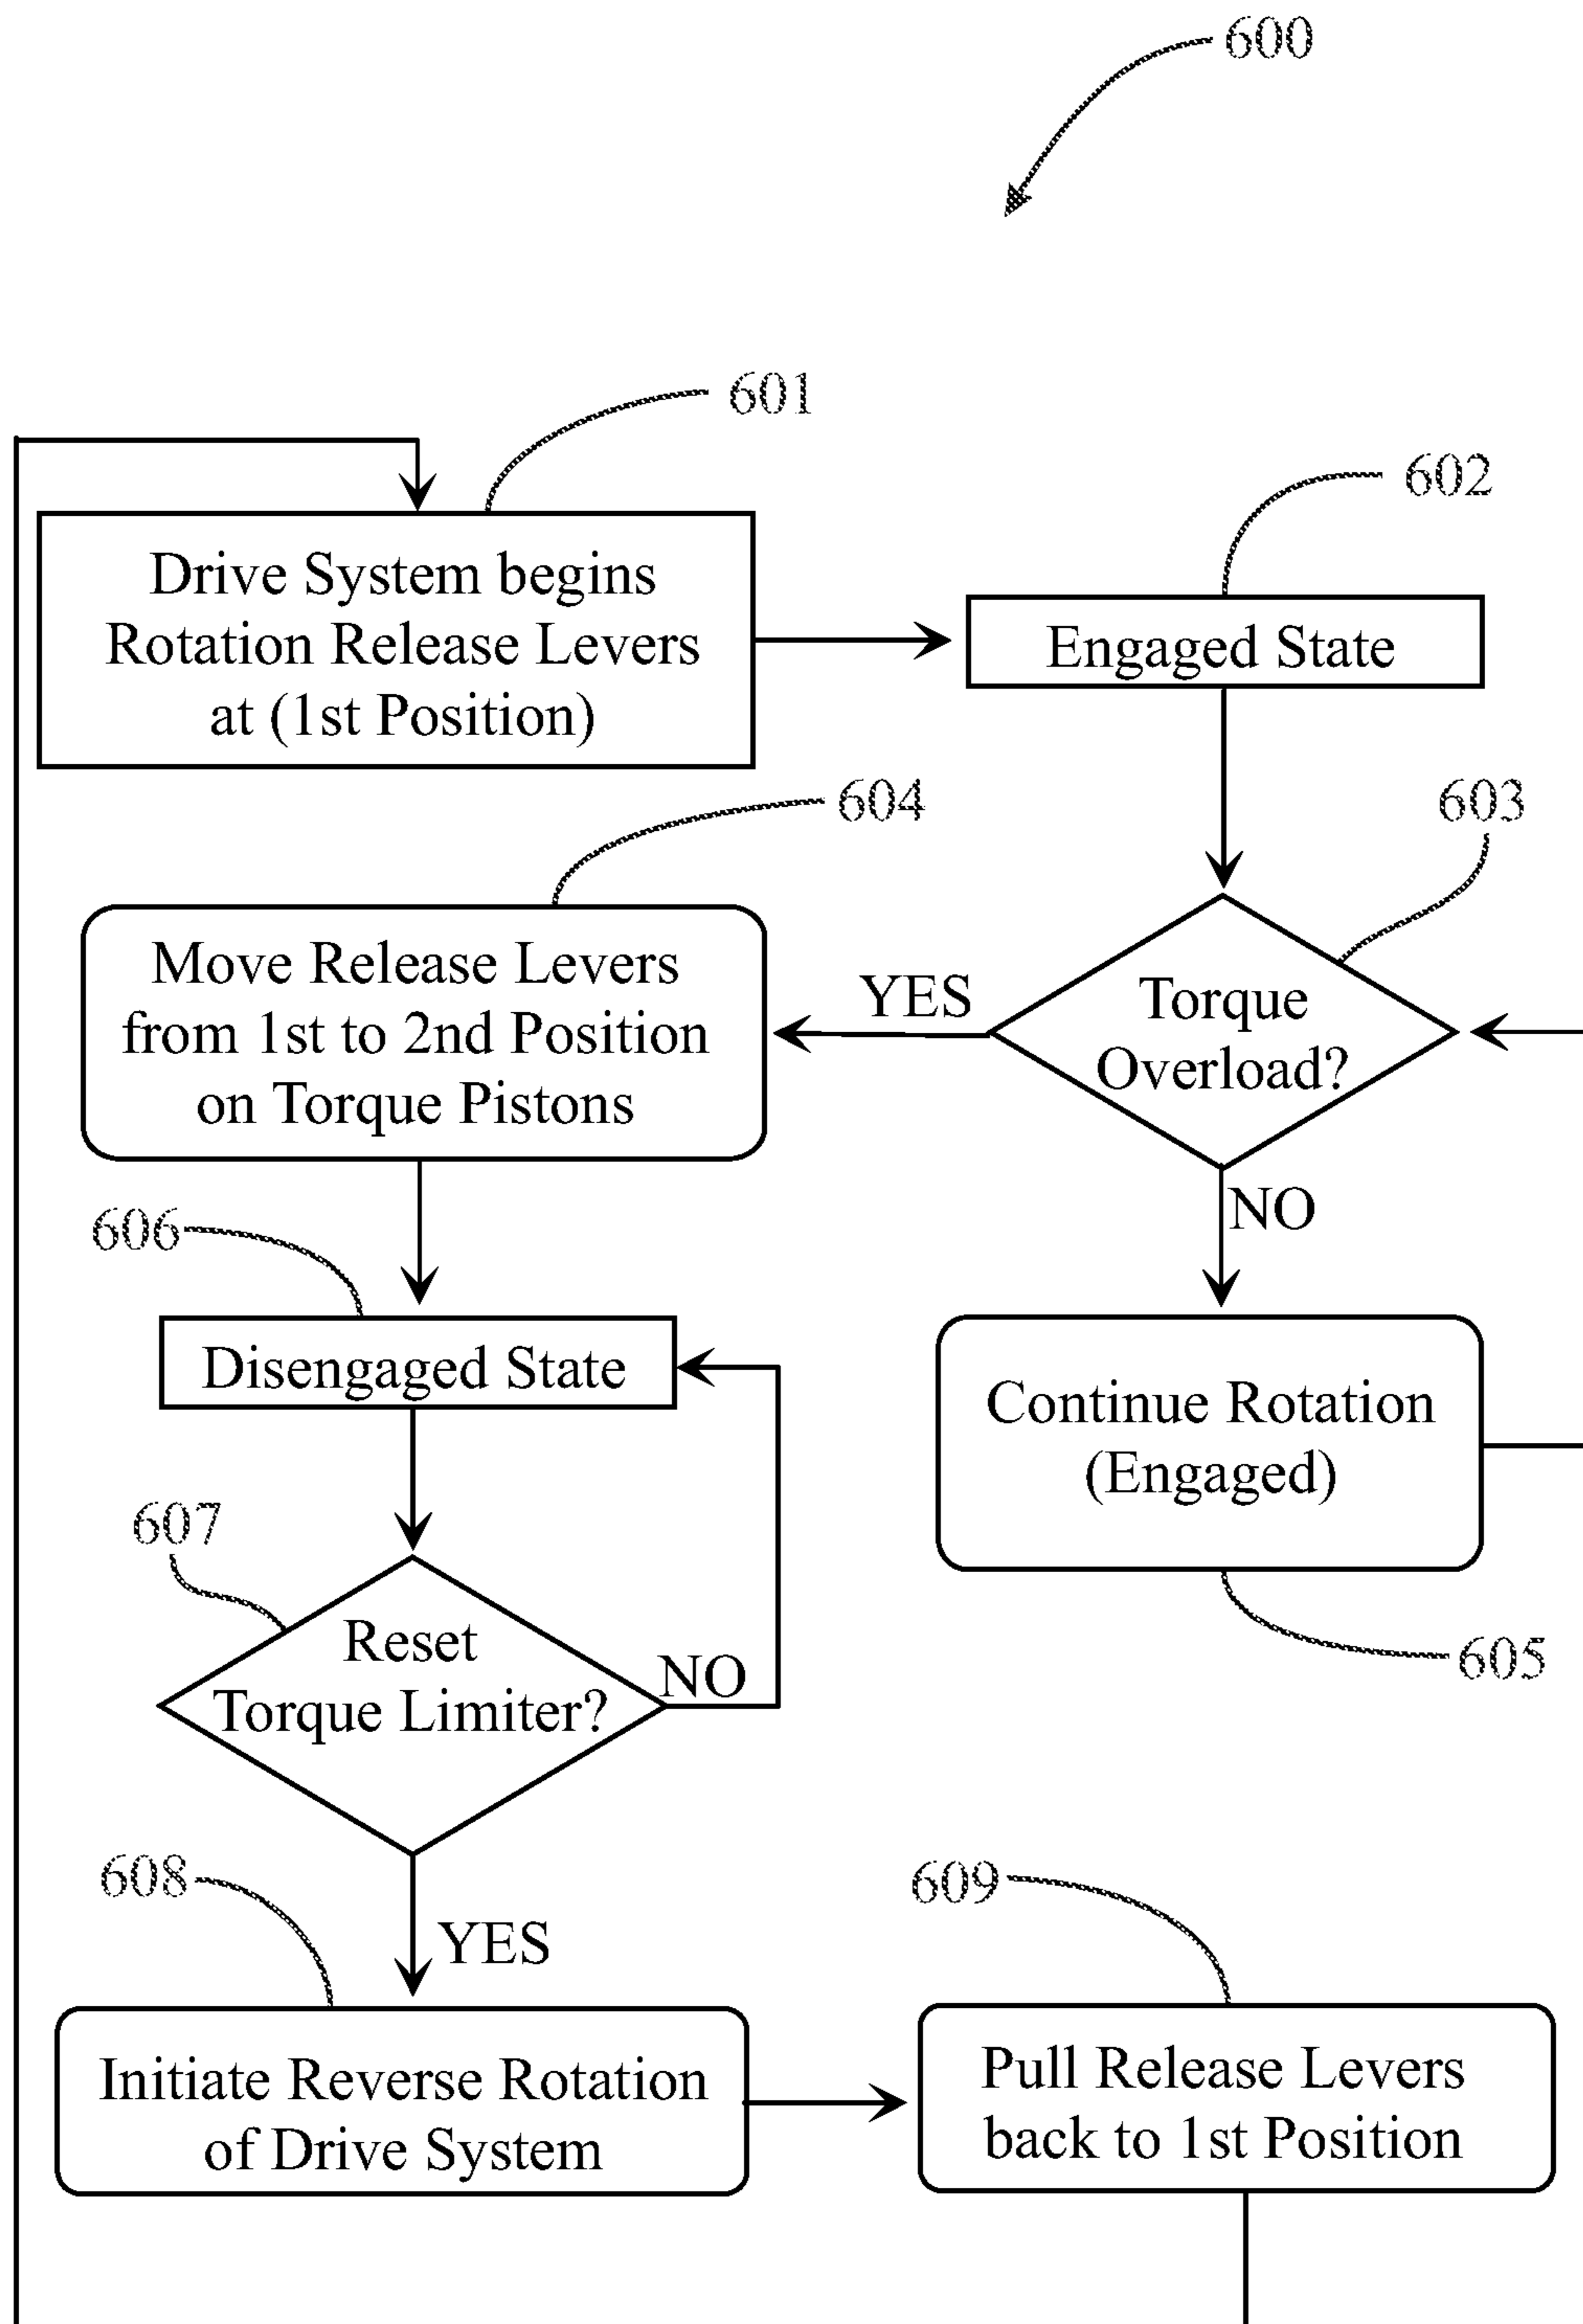 600
601
Drive System begins
Rotation Release Levers
at (1st Position)
602
Engaged State
604
603
Move Release Levers
from 1st to 2nd Position
on Torque Pistons
YES
Torque
Overload?
NO
606
Disengaged State
Continue Rotation
(Engaged)
605
607
Reset
Torque Limiter?
NO
608
YES
609
Initiate Reverse Rotation
of Drive System
Pull Release Levers
back to 1st Position